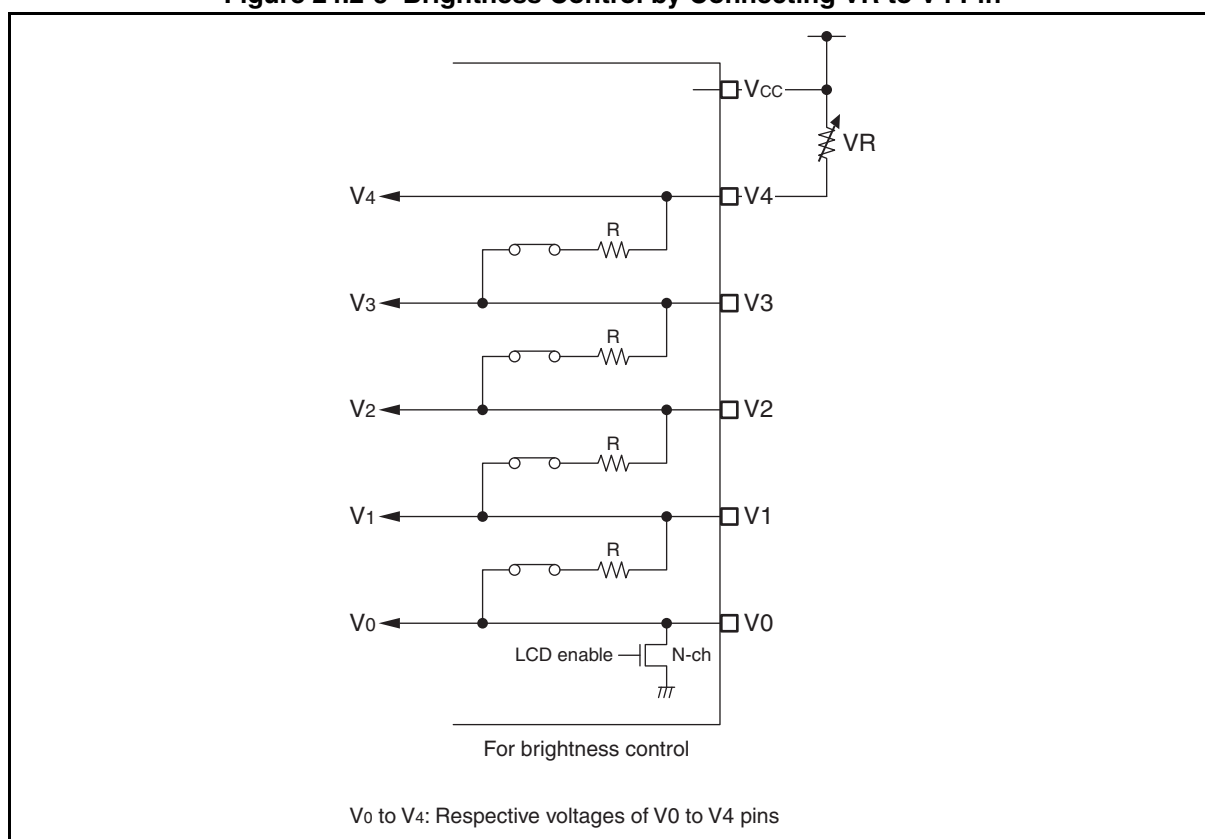 Figure 24.2-3 Brightness Control by Connecting VR to V4 Pin
VCC
VR
V4
V4
R
V3
V3
R
V2
V2
R
V1
V1
R
V0
V0
LCD enable
N-ch
For brightness control
V0 to V4: Respective voltages of V0 to V4 pins